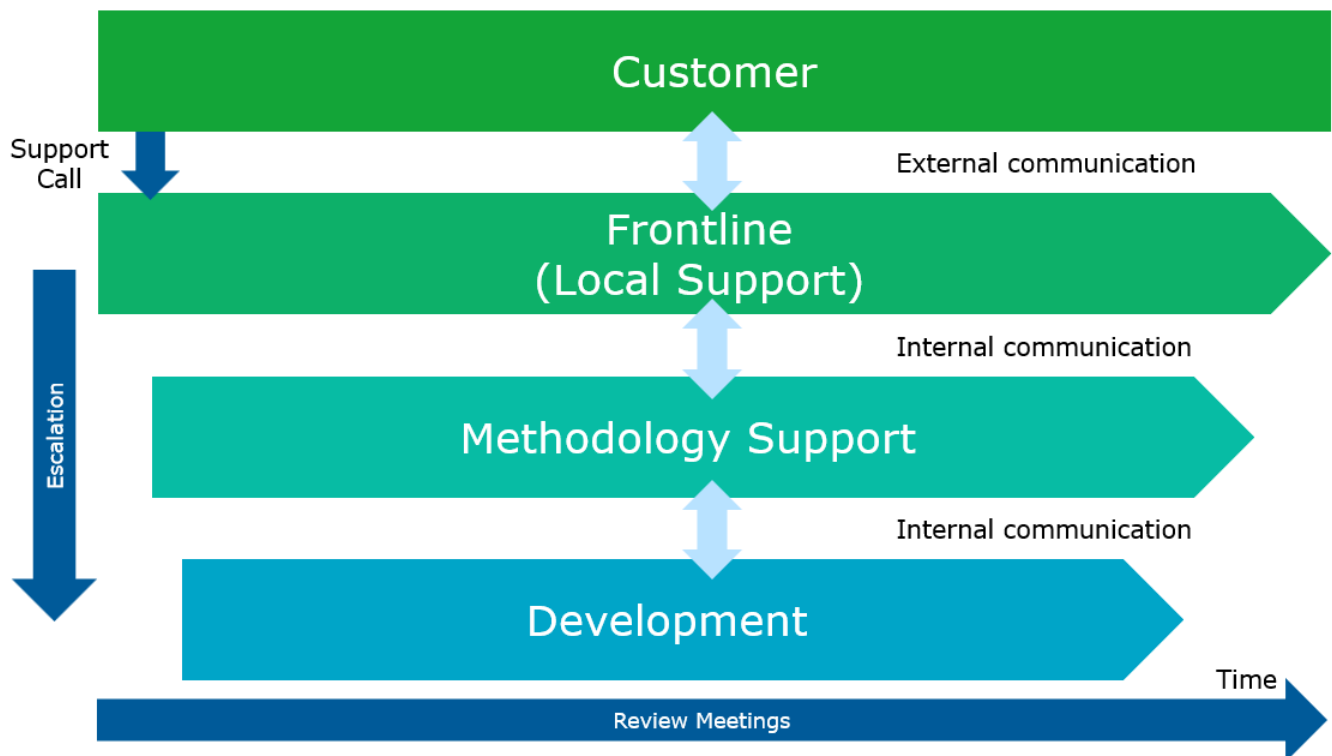 Customer
Support
Call
External communication
Frontline
(Local Support)
Internal communication
Escalation
Methodology Support
Internal communication
Development
Time
Review Meetings